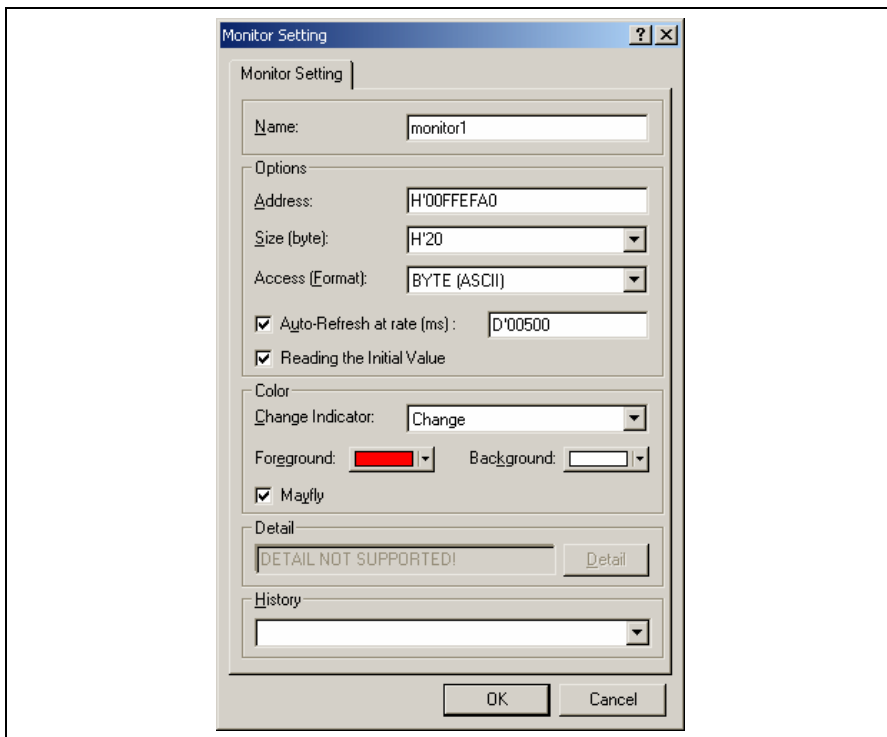 Monitor Setting
Monitor Setting
Name: monitor1
Options
Address: H'00FFEFA0
Size (byte): H'20
Access (Format): BYTE (ASCII)
Auto-Refresh at rate (ms) : D'00500
Reading the Initial Value
Color
Change Indicator: Change
Foreground: Background:
Mayfly
Detail
DETAIL NOT SUPPORTED! Detail
History
OK Cancel